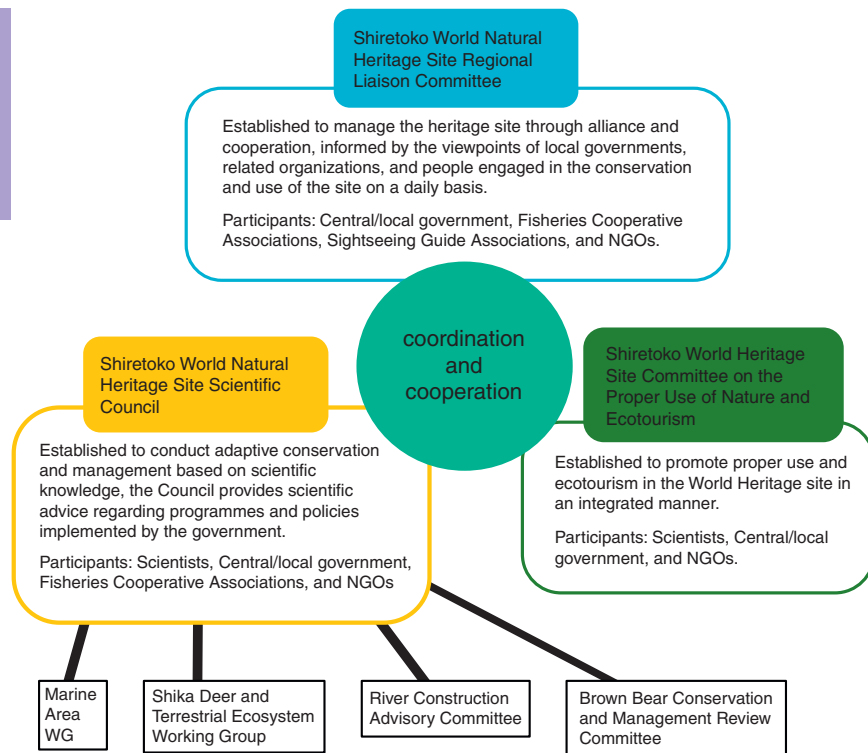 Shiretoko World Natural
Heritage Site Regional
Liaison Committee
Established to manage the heritage site through alliance and
cooperation, informed by the viewpoints of local governments,
related organizations, and people engaged in the conservation
and use of the site on a daily basis.
Participants: Central/local government, Fisheries Cooperative
Associations, Sightseeing Guide Associations, and NGOs.
coordination
and
cooperation
Shiretoko World Natural
Heritage Site Scientific
Council
Established to conduct adaptive conservation
and management based on scientific
knowledge, the Council provides scientific
advice regarding programmes and policies
implemented by the government.
Participants: Scientists, Central/local government,
Fisheries Cooperative Associations, and NGOs
Shiretoko World Heritage
Site Committee on the
Proper Use of Nature and
Ecotourism
Established to promote proper use and
ecotourism in the World Heritage site in
an integrated manner.
Participants: Scientists, Central/local
government, and NGOs.
Marine
Area
WG
Shika Deer and
Terrestrial Ecosystem
Working Group
River Construction
Advisory Committee
Brown Bear Conservation
and Management Review
Committee